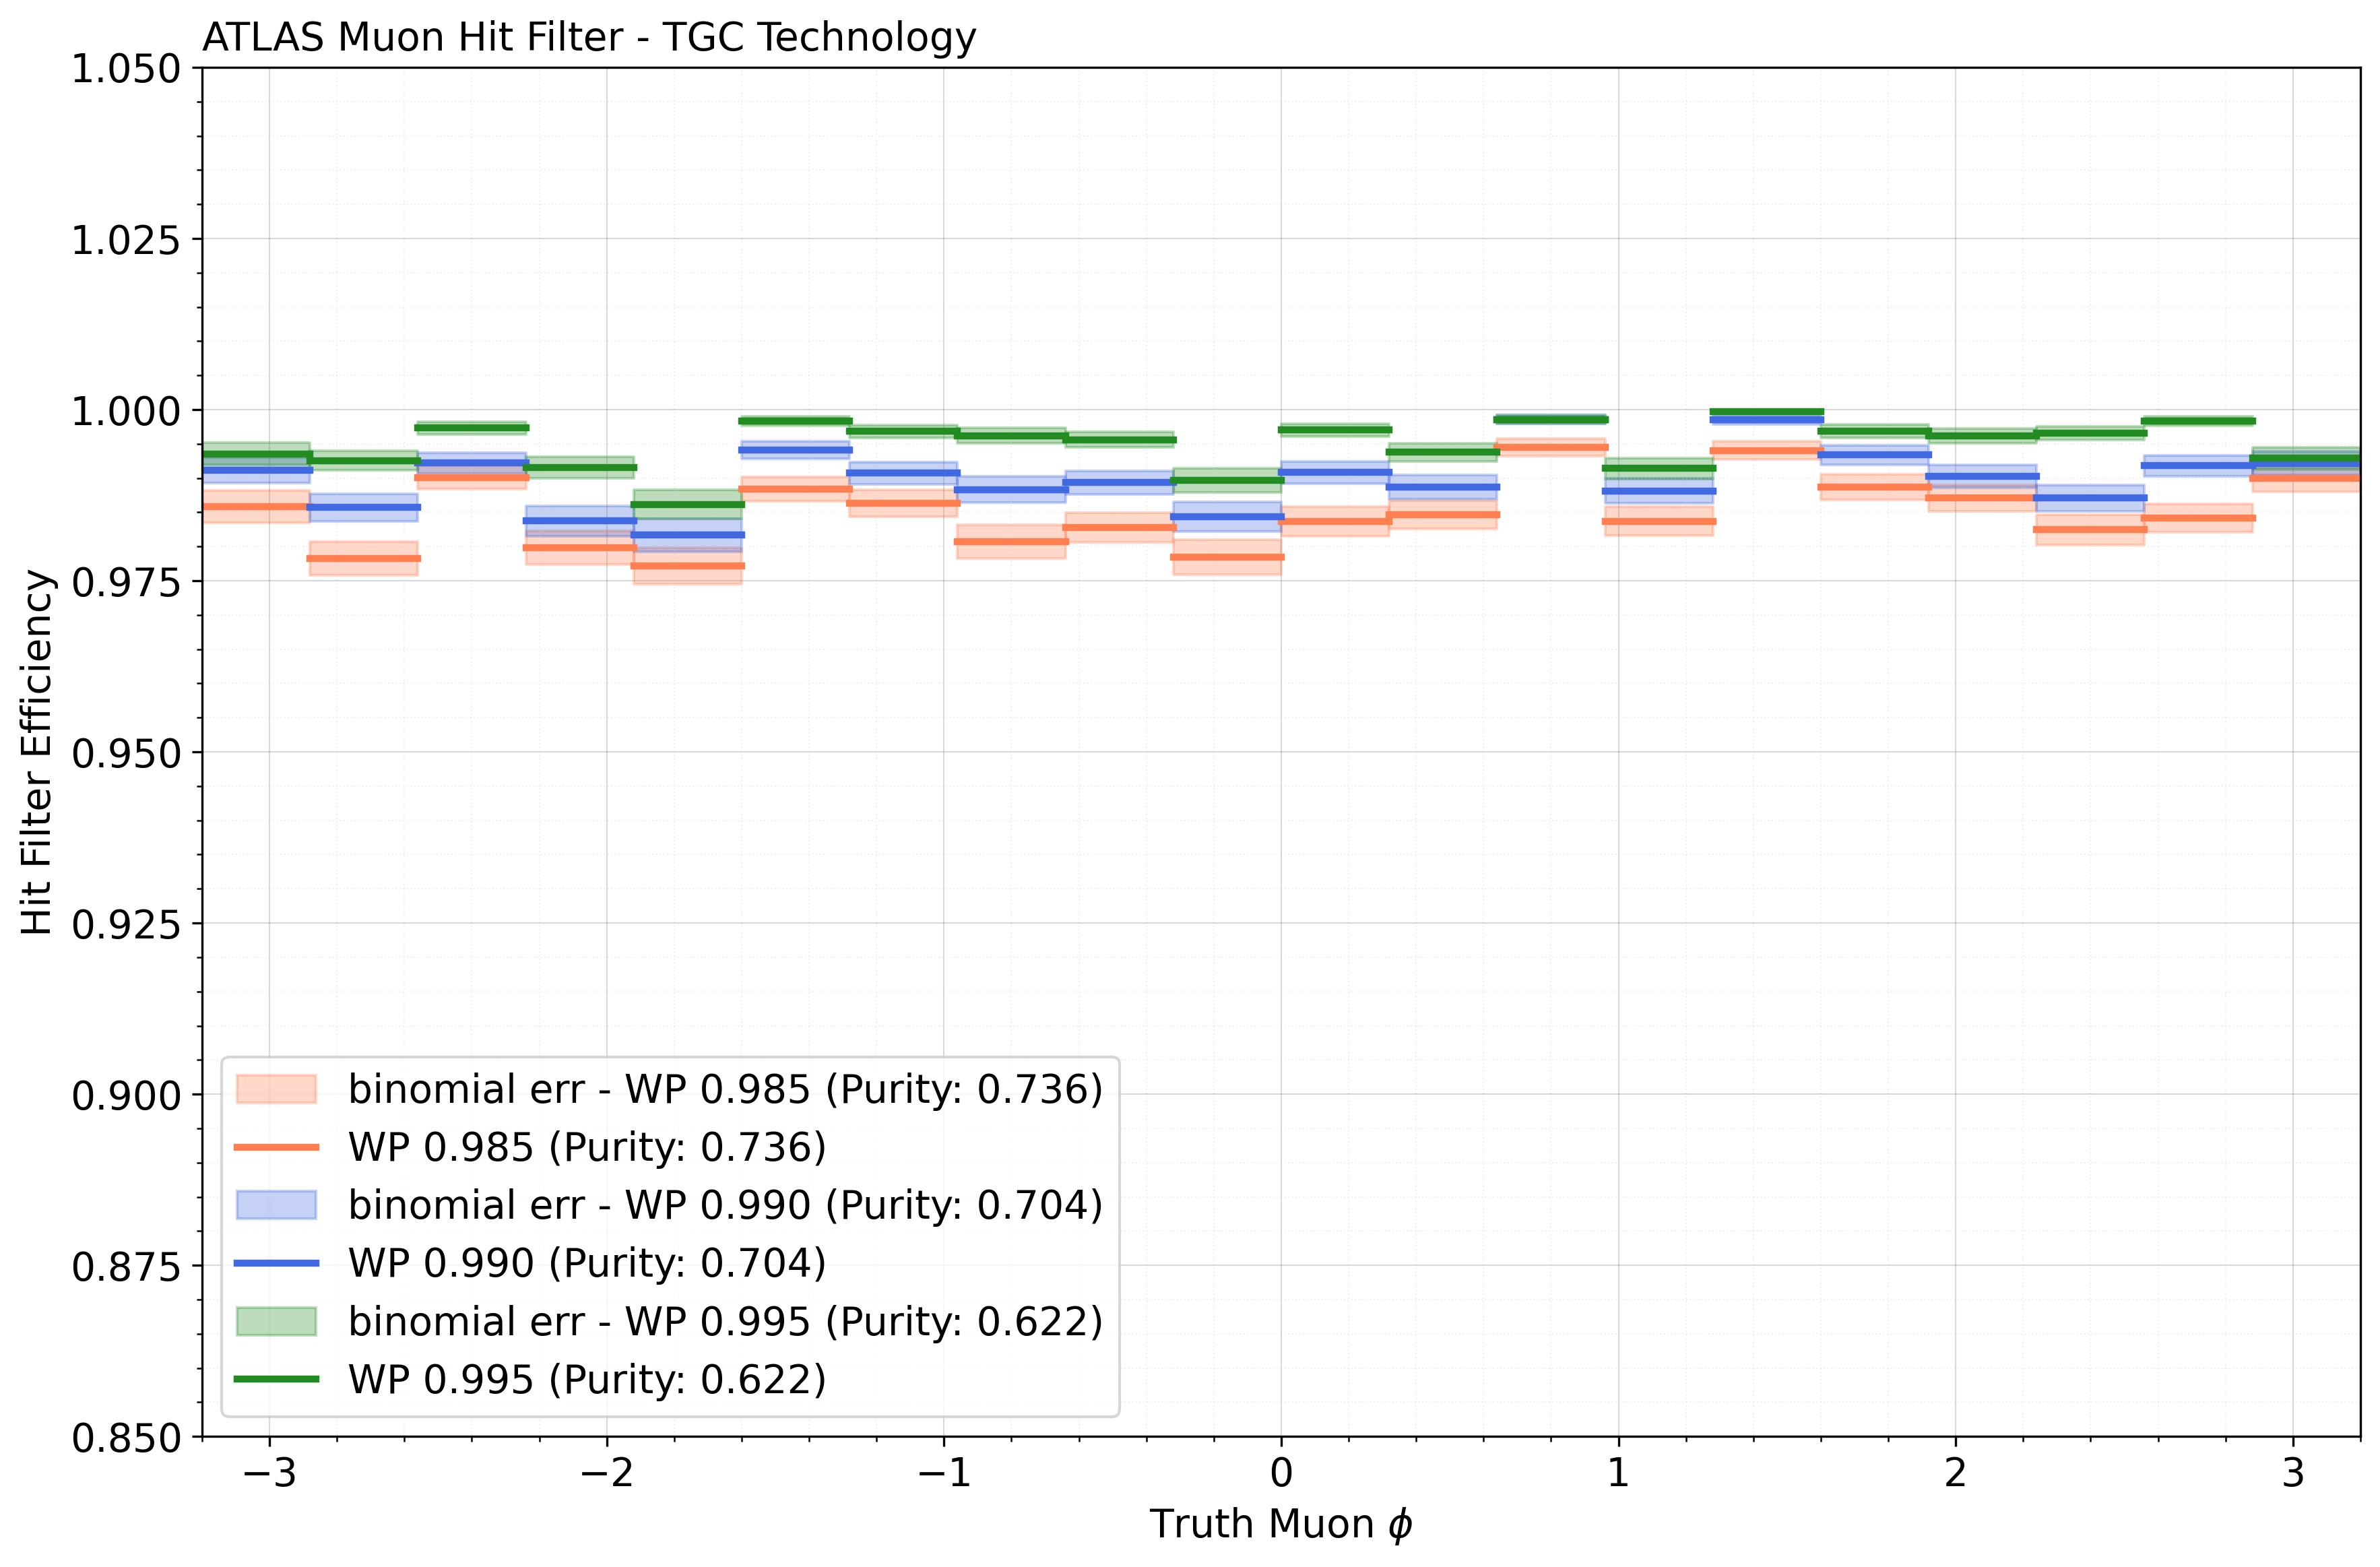 ATLAS Muon Hit Filter - TGC Technology
1.050
1.025
1.000
0.975
0.950
0.925
0.900
0.875
0.850
Hit Filter Efficiency
binomial err - WP 0.985 (Purity: 0.736)
WP 0.985 (Purity: 0.736)
binomial err - WP 0.990 (Purity: 0.704)
WP 0.990 (Purity: 0.704)
binomial err - WP 0.995 (Purity: 0.622)
WP 0.995 (Purity: 0.622)
−3 −2 −1 0 1 2 3
Truth Muon ϕ